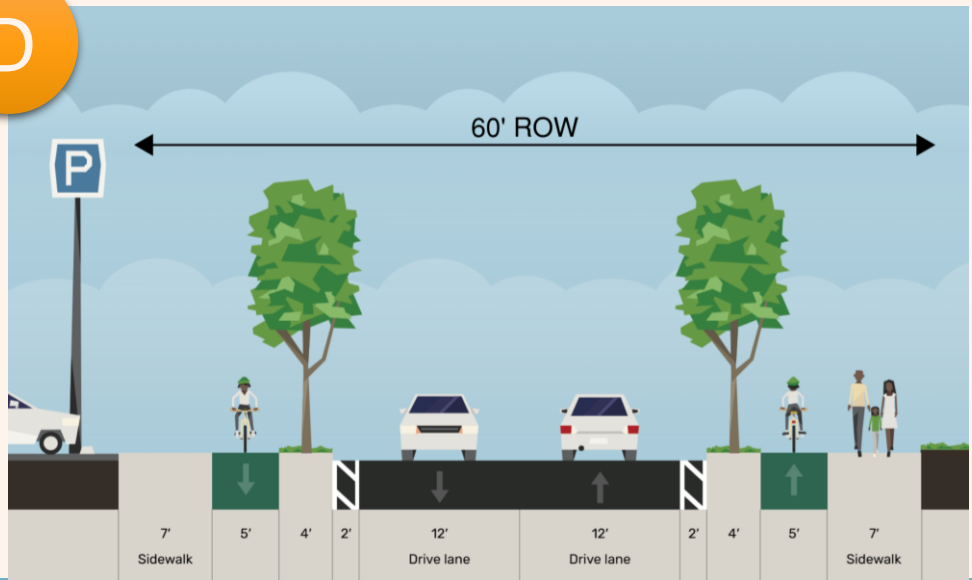 D
60' ROW
P
7' 5' 4' 2' 12' 12' 2' 4' 5' 7'
Sidewalk Drive lane Drive lane Sidewalk